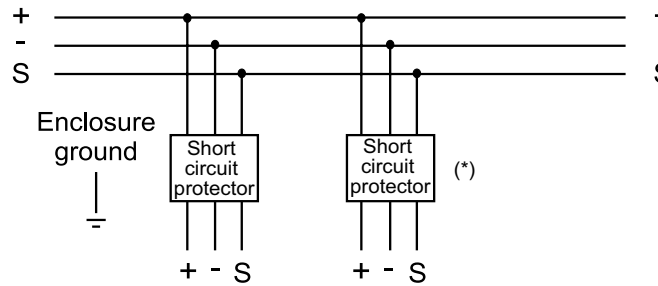 +
-
S
Enclosure
ground
Short
circuit
protector
Short
circuit
protector
(*)
+ - S
+ - S